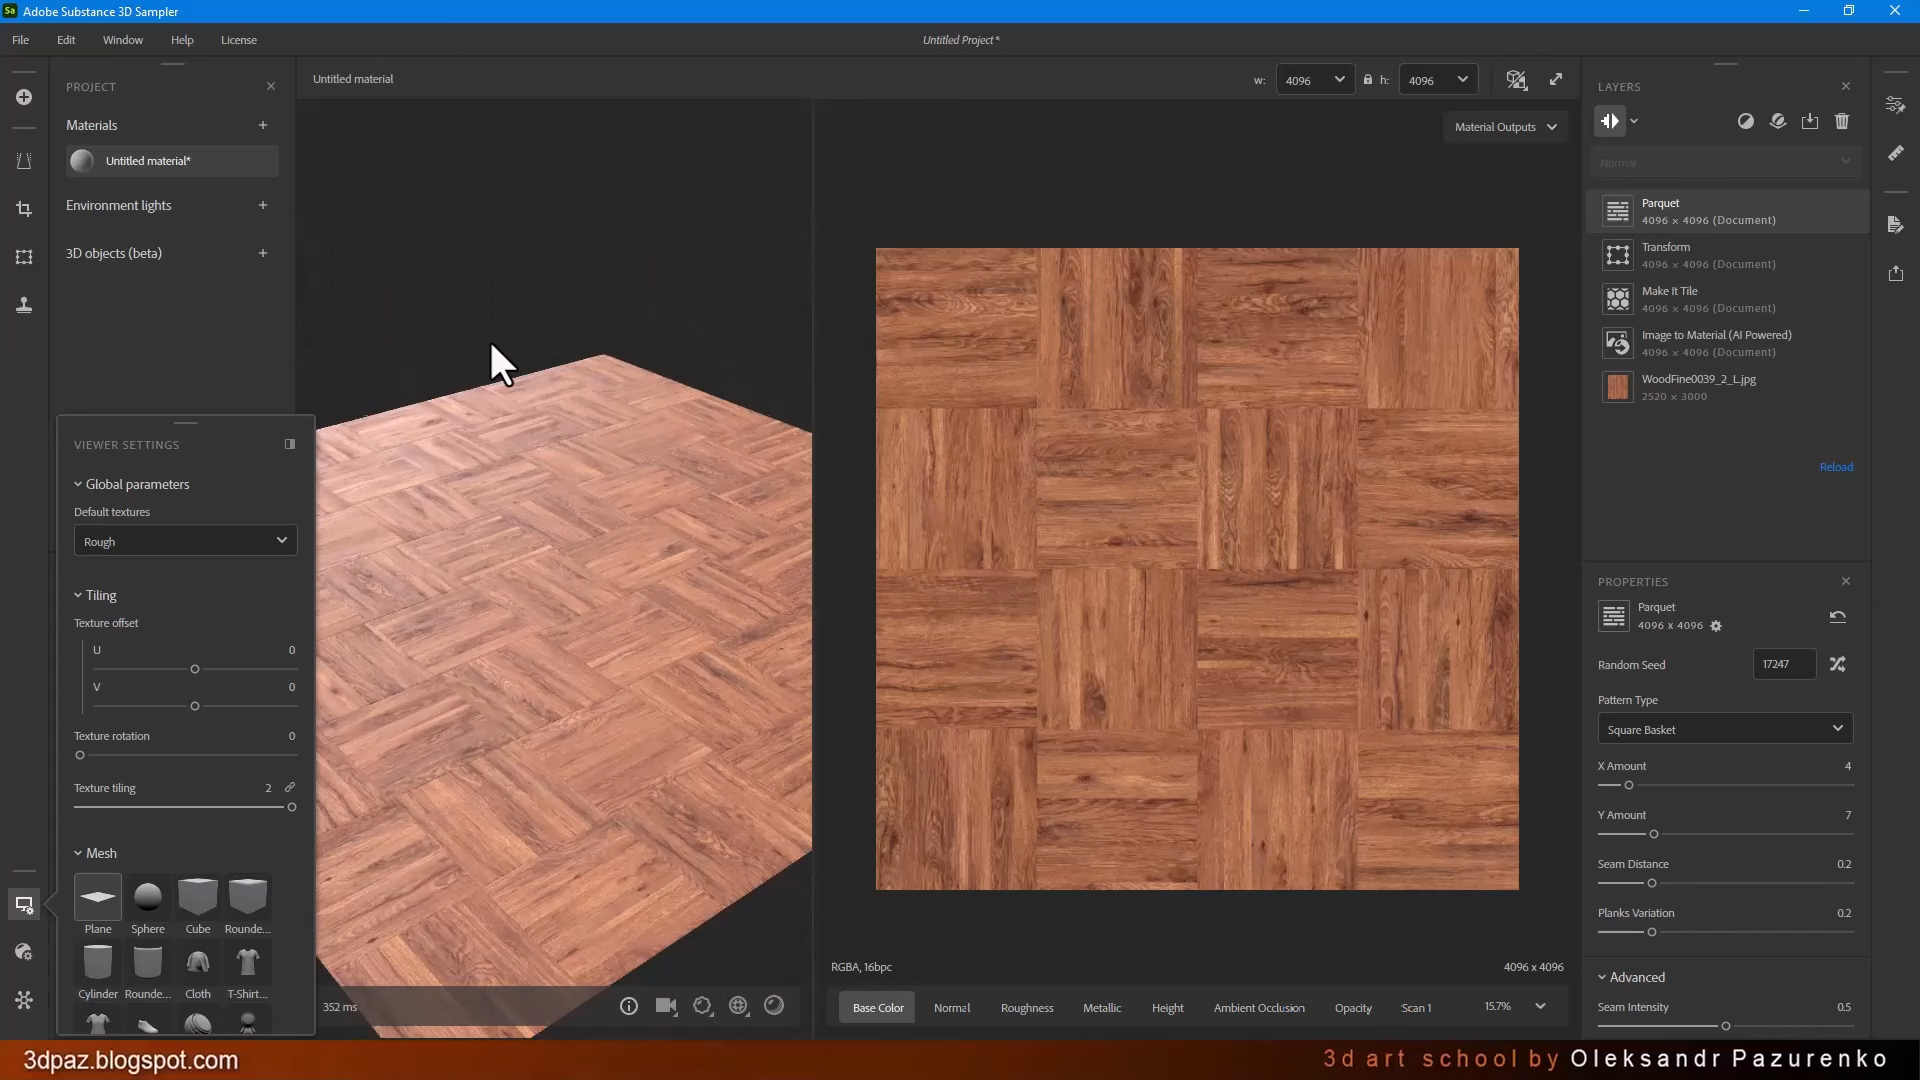 Sa Adobe Substance 3D Sampler
File Edit Window Help License
Untitled Project*
PROJECT
Materials
Untitled material*
Environment lights
3D objects (beta)
VIEWER SETTINGS
Global parameters
Default textures
Rough
Tiling
Texture offset
U 0
V 0
Texture rotation 0
Texture tiling 2
Mesh
Plane Sphere Cube Rounde...
Cylinder Rounde... Cloth T-Shirt...
Untitled material
w: 4096 h: 4096
Material Outputs
352 ms
RGBA, 16bpc
4096 x 4096
Base Color Normal Roughness Metallic Height Ambient Occlusion Opacity Scan 1 15.7%
LAYERS
Normal
Parquet
4096 × 4096 (Document)
Transform
4096 × 4096 (Document)
Make It Tile
4096 × 4096 (Document)
Image to Material (AI Powered)
4096 × 4096 (Document)
WoodFine0039_2_L.jpg
2520 × 3000
Reload
PROPERTIES
Parquet
4096 x 4096
Random Seed 17247
Pattern Type
Square Basket
X Amount 4
Y Amount 7
Seam Distance 0.2
Planks Variation 0.2
Advanced
Seam Intensity 0.5
3dpaz.blogspot.com
3d art school by Oleksandr Pazurenko